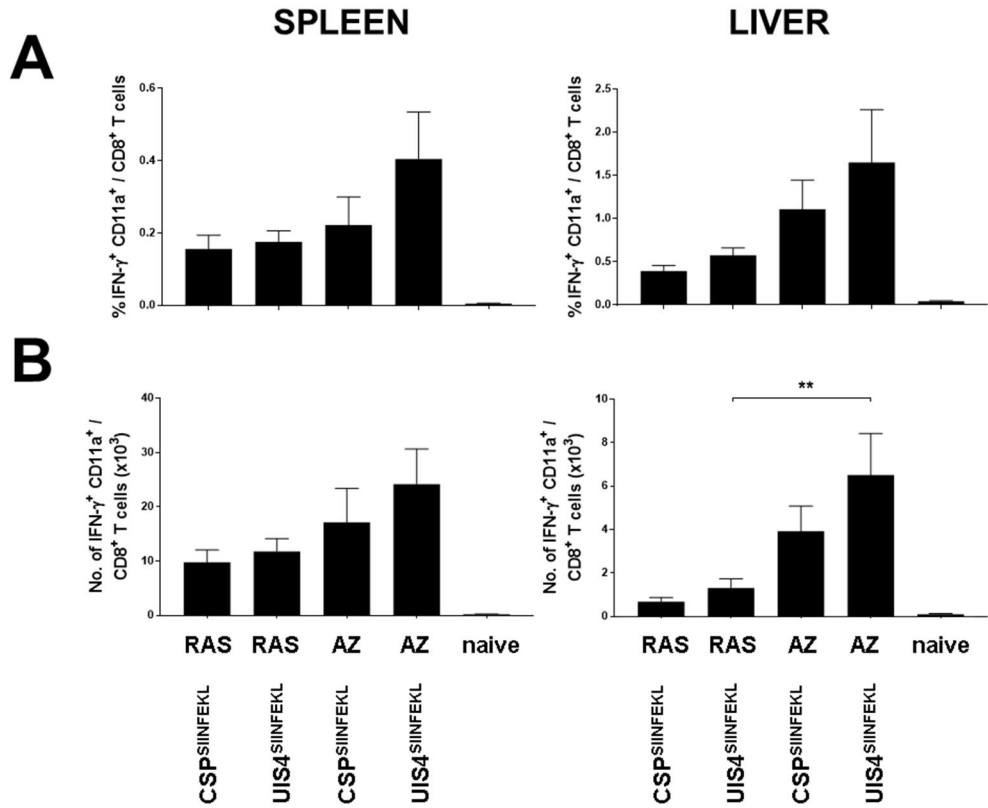 SPLEEN
LIVER
A
% IFN-γ+ CD11a+ / CD8+ T cells
0.6
0.4
0.2
0.0
% IFN-γ+ CD11a+ / CD8+ T cells
2.5
2.0
1.5
1.0
0.5
0.0
B
No. of IFN-γ+ CD11a+ /
CD8+ T cells (x10³)
40
30
20
10
0
No. of IFN-γ+ CD11a+ /
CD8+ T cells (x10³)
10
8
6
4
2
0
**
RAS RAS AZ AZ naive
RAS RAS AZ AZ naive
CSPSIINFEKL
UIS4SIINFEKL
CSPSIINFEKL
UIS4SIINFEKL
CSPSIINFEKL
UIS4SIINFEKL
CSPSIINFEKL
UIS4SIINFEKL